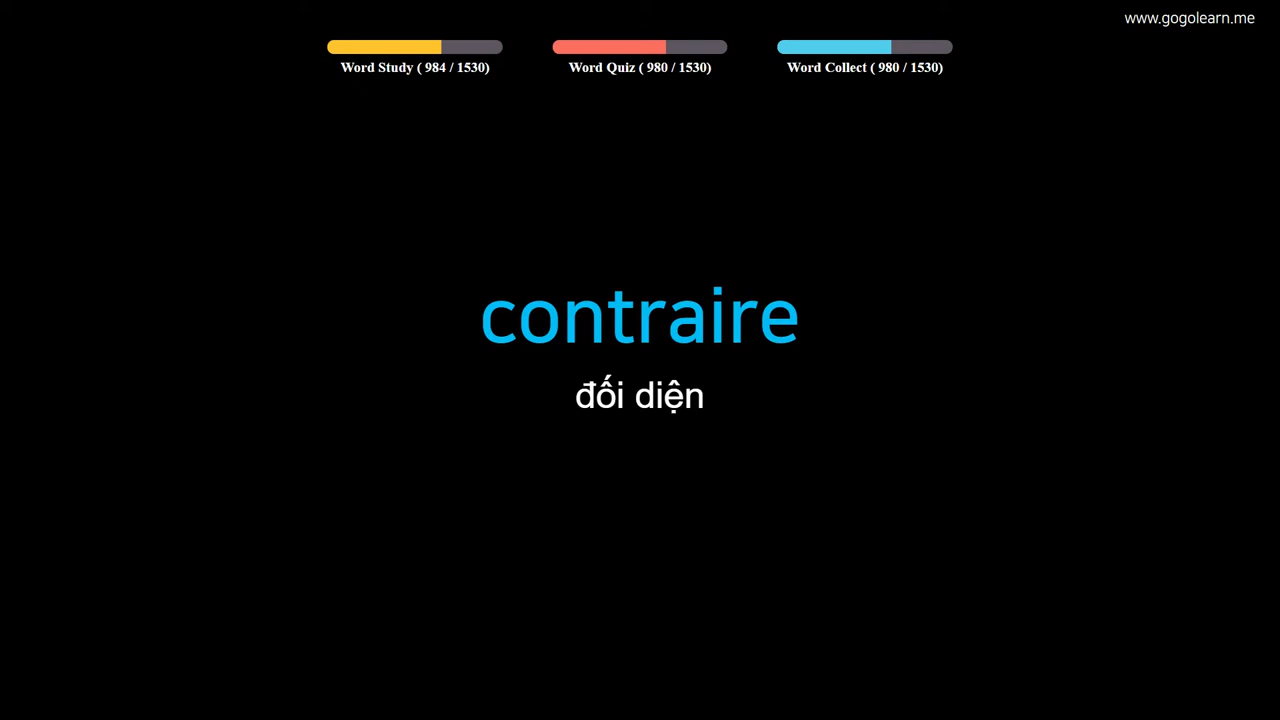 www.gogolearn.me
Word Study ( 984 / 1530)
Word Quiz ( 980 / 1530)
Word Collect ( 980 / 1530)
contraire
đối diện